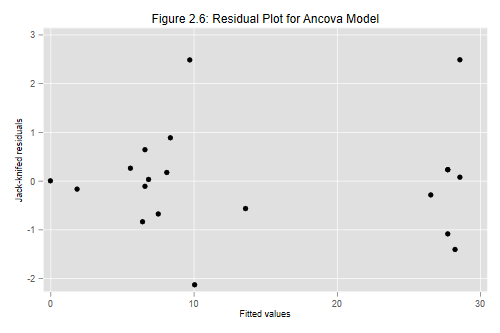 Figure 2.6: Residual Plot for Ancova Model
3
2
1
0
-1
-2
Jack-knifed residuals
0 10 20 30
Fitted values